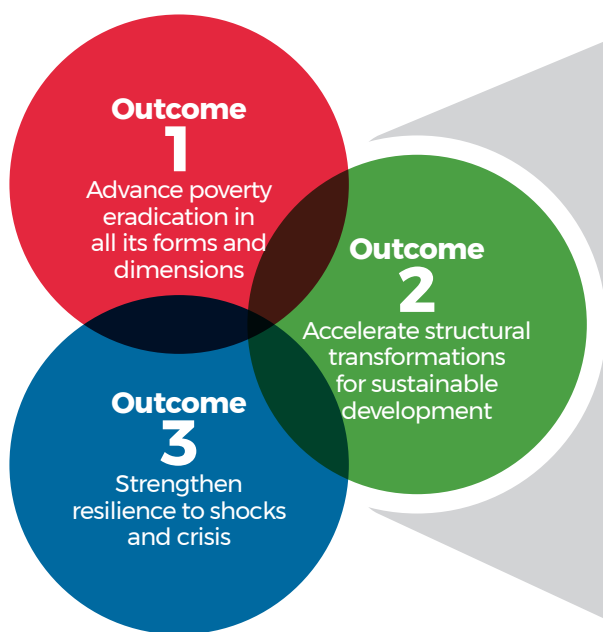 Outcome
1
Advance poverty
eradication in
all its forms and
dimensions
Outcome
2
Accelerate structural
transformations
for sustainable
development
Outcome
3
Strengthen
resilience to shocks
and crisis